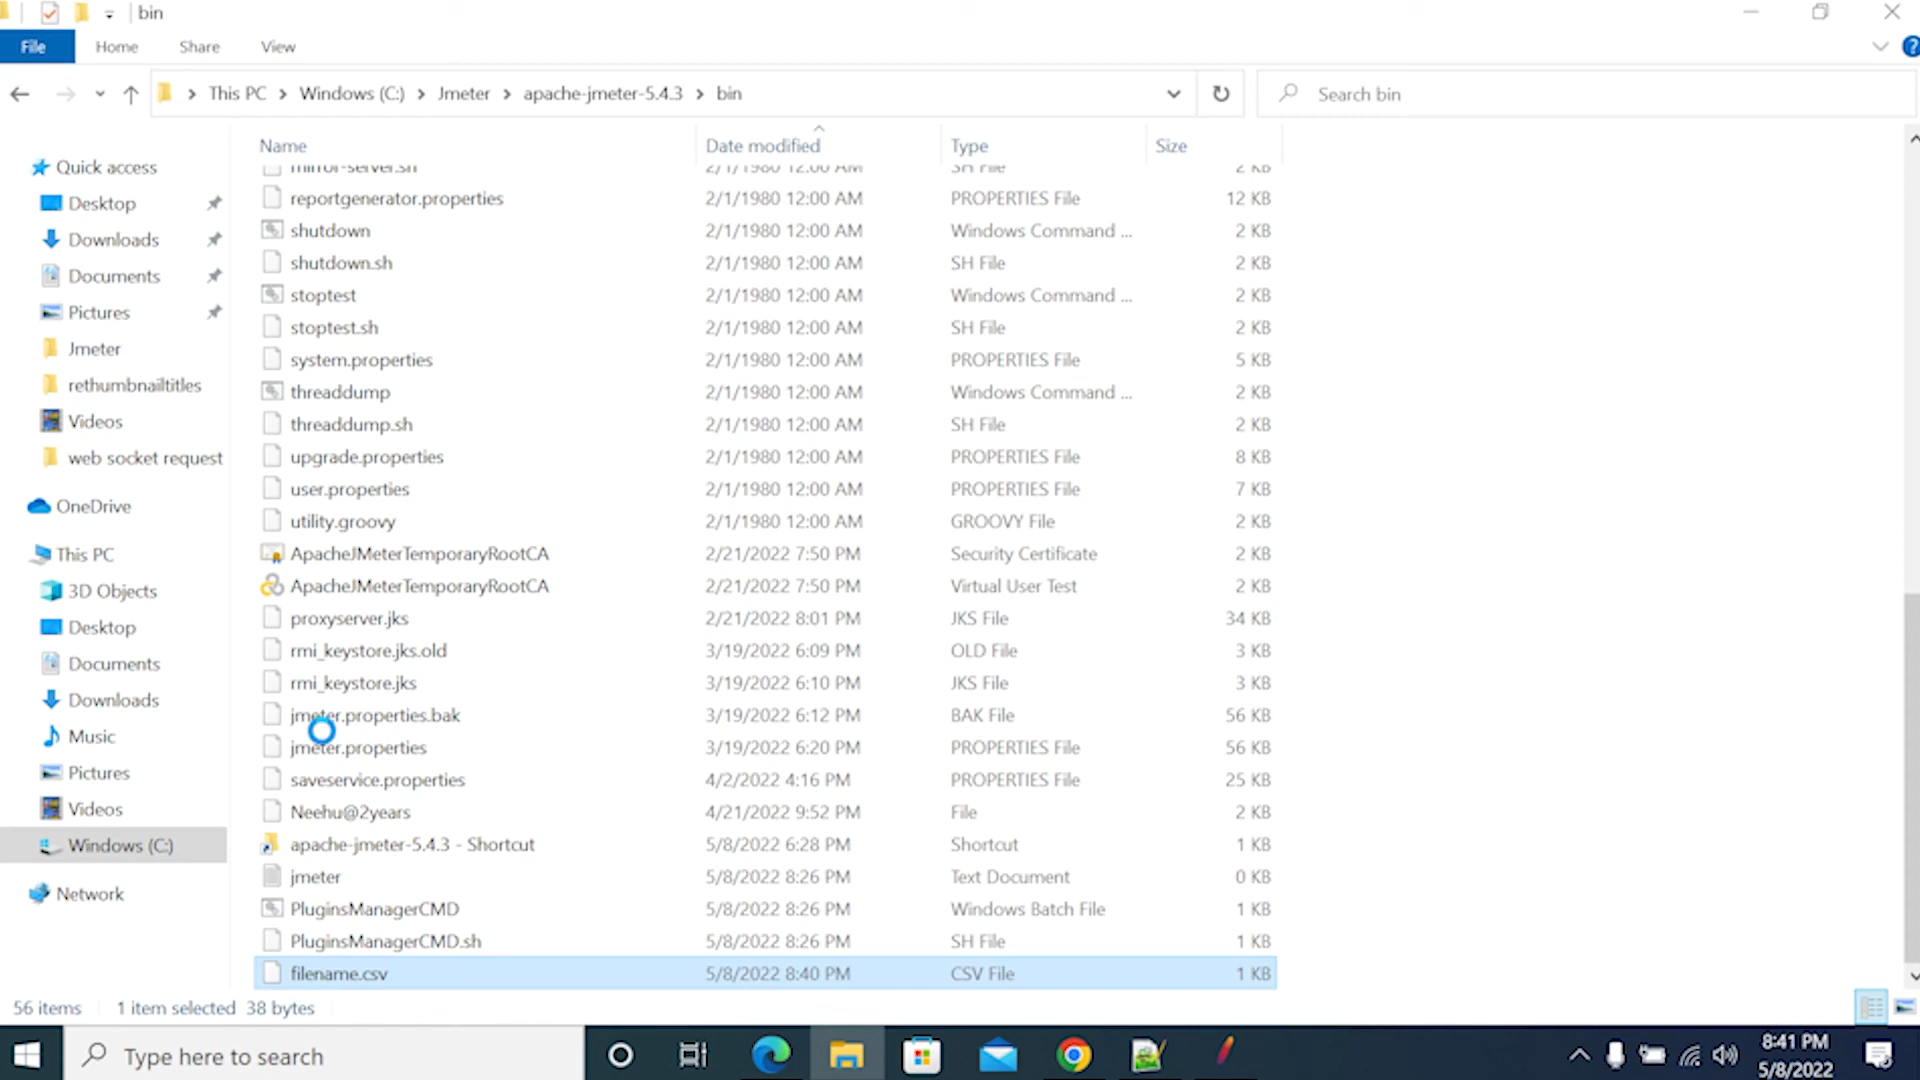 bin
File Home Share View
This PC Windows (C:) Jmeter apache-jmeter-5.4.3 bin Search bin
Name Date modified Type Size
mirror-server.sh 2/1/1980 12:00 AM SH File 2 KB
reportgenerator.properties 2/1/1980 12:00 AM PROPERTIES File 12 KB
shutdown 2/1/1980 12:00 AM Windows Command ... 2 KB
shutdown.sh 2/1/1980 12:00 AM SH File 2 KB
stoptest 2/1/1980 12:00 AM Windows Command ... 2 KB
stoptest.sh 2/1/1980 12:00 AM SH File 2 KB
system.properties 2/1/1980 12:00 AM PROPERTIES File 5 KB
threaddump 2/1/1980 12:00 AM Windows Command ... 2 KB
threaddump.sh 2/1/1980 12:00 AM SH File 2 KB
upgrade.properties 2/1/1980 12:00 AM PROPERTIES File 8 KB
user.properties 2/1/1980 12:00 AM PROPERTIES File 7 KB
utility.groovy 2/1/1980 12:00 AM GROOVY File 2 KB
ApacheJMeterTemporaryRootCA 2/21/2022 7:50 PM Security Certificate 2 KB
ApacheJMeterTemporaryRootCA 2/21/2022 7:50 PM Virtual User Test 2 KB
proxyserver.jks 2/21/2022 8:01 PM JKS File 34 KB
rmi_keystore.jks.old 3/19/2022 6:09 PM OLD File 3 KB
rmi_keystore.jks 3/19/2022 6:10 PM JKS File 3 KB
jmeter.properties.bak 3/19/2022 6:12 PM BAK File 56 KB
jmeter.properties 3/19/2022 6:20 PM PROPERTIES File 56 KB
saveservice.properties 4/2/2022 4:16 PM PROPERTIES File 25 KB
Neehu@2years 4/21/2022 9:52 PM File 2 KB
apache-jmeter-5.4.3 - Shortcut 5/8/2022 6:28 PM Shortcut 1 KB
jmeter 5/8/2022 8:26 PM Text Document 0 KB
PluginsManagerCMD 5/8/2022 8:26 PM Windows Batch File 1 KB
PluginsManagerCMD.sh 5/8/2022 8:26 PM SH File 1 KB
filename.csv 5/8/2022 8:40 PM CSV File 1 KB
Quick access
Desktop
Downloads
Documents
Pictures
Jmeter
rethumbnailtitles
Videos
web socket request
OneDrive
This PC
3D Objects
Desktop
Documents
Downloads
Music
Pictures
Videos
Windows (C:)
Network
56 items 1 item selected 38 bytes
Type here to search
8:41 PM
5/8/2022